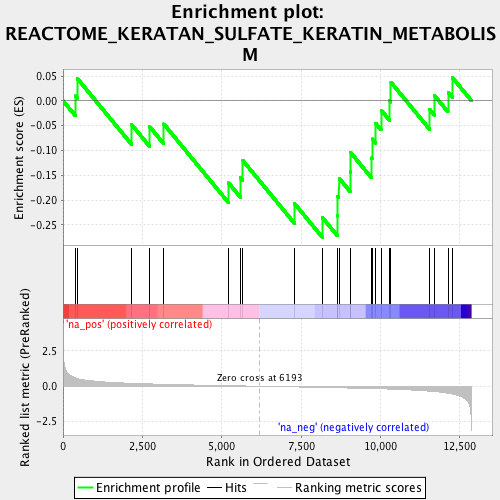 Enrichment plot:
REACTOME_KERATAN_SULFATE_KERATIN_METABOLIS
M
Enrichment score (ES)
0.05
0.00
-0.05
-0.10
-0.15
-0.20
-0.25
'na_pos' (positively correlated)
Ranked list metric (PreRanked)
2.5
0.0
-2.5
Zero cross at 6193
'na_neg' (negatively correlated)
0
2,500
5,000
7,500
10,000
12,500
Rank in Ordered Dataset
Enrichment profile
Hits
Ranking metric scores